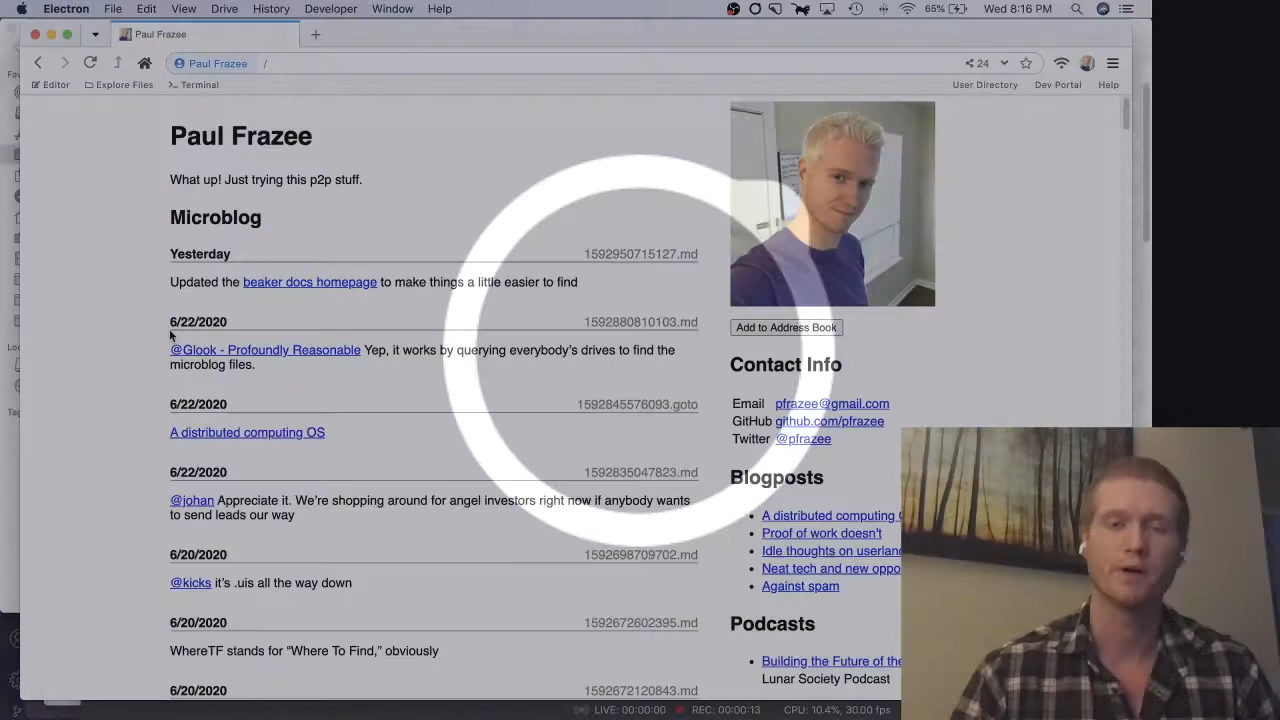 Electron File Edit View Drive History Developer Window Help
65% Wed 8:16 PM
Paul Frazee
Paul Frazee /
24
Editor Explore Files Terminal
User Directory Dev Portal Help
Paul Frazee
What up! Just trying this p2p stuff.
Microblog
Yesterday 1592950715127.md
Updated the beaker docs homepage to make things a little easier to find
6/22/2020 1592880810103.md
@Glook - Profoundly Reasonable Yep, it works by querying everybody's drives to find the
microblog files.
6/22/2020 1592845576093.goto
A distributed computing OS
6/22/2020 1592835047823.md
@johan Appreciate it. We're shopping around for angel investors right now if anybody wants
to send leads our way
6/20/2020 1592698709702.md
@kicks it's .uis all the way down
6/20/2020 1592672602395.md
WhereTF stands for “Where To Find,” obviously
6/20/2020 1592672120843.md
Add to Address Book
Contact Info
Email pfrazee@gmail.com
GitHub github.com/pfrazee
Twitter @pfrazee
Blogposts
A distributed computing
Proof of work doesn't
Idle thoughts on userlan
Neat tech and new oppo
Against spam
Podcasts
Building the Future of the
Lunar Society Podcast
Fav
Loc
Tag
LIVE: 00:00:00 REC: 00:00:13 CPU: 10.4%, 30.00 fps